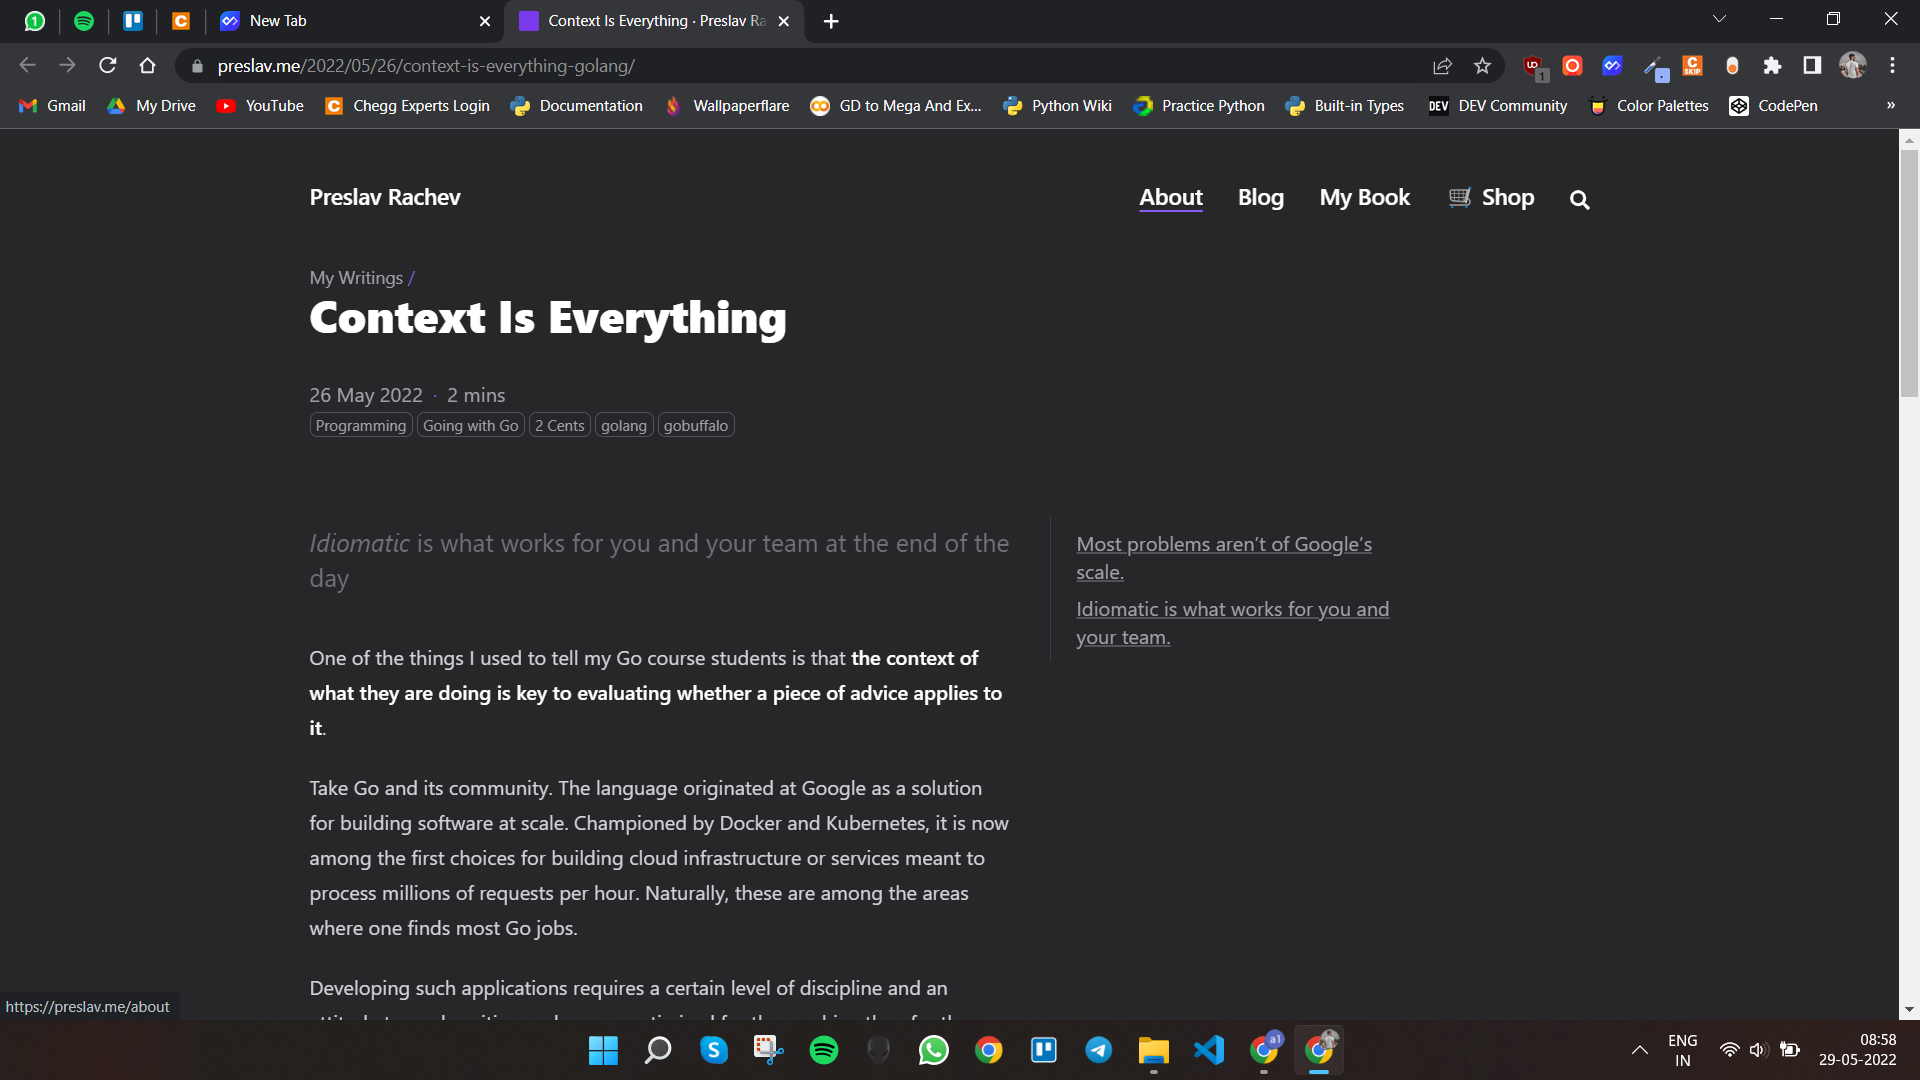 New Tab
Context Is Everything · Preslav Ra
preslav.me/2022/05/26/context-is-everything-golang/
1
Gmail
My Drive
YouTube
Chegg Experts Login
Documentation
Wallpaperflare
GD to Mega And Ex...
Python Wiki
Practice Python
Built-in Types
DEV Community
Color Palettes
CodePen
»
Preslav Rachev
About
Blog
My Book
Shop
My Writings /
Context Is Everything
26 May 2022 · 2 mins
Programming
Going with Go
2 Cents
golang
gobuffalo
Idiomatic is what works for you and your team at the end of the
day
Most problems aren’t of Google’s
scale.
Idiomatic is what works for you and
your team.
One of the things I used to tell my Go course students is that the context of
what they are doing is key to evaluating whether a piece of advice applies to
it.
Take Go and its community. The language originated at Google as a solution
for building software at scale. Championed by Docker and Kubernetes, it is now
among the first choices for building cloud infrastructure or services meant to
process millions of requests per hour. Naturally, these are among the areas
where one finds most Go jobs.
Developing such applications requires a certain level of discipline and an
https://preslav.me/about
ENG
IN
08:58
29-05-2022